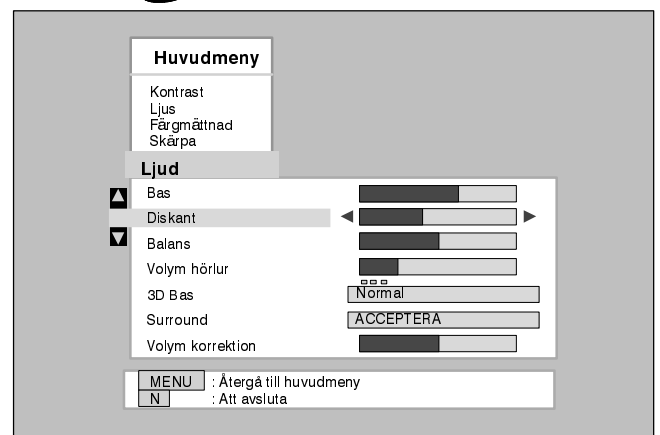 Huvudmeny
Kontrast
Ljus
Färgmättnad
Skärpa
Ljud
Bas
Diskant
Balans
Volym hörlur
3D Bas Normal
Surround ACCEPTERA
Volym korrektion
MENU : Återgå till huvudmeny
N : Att avsluta